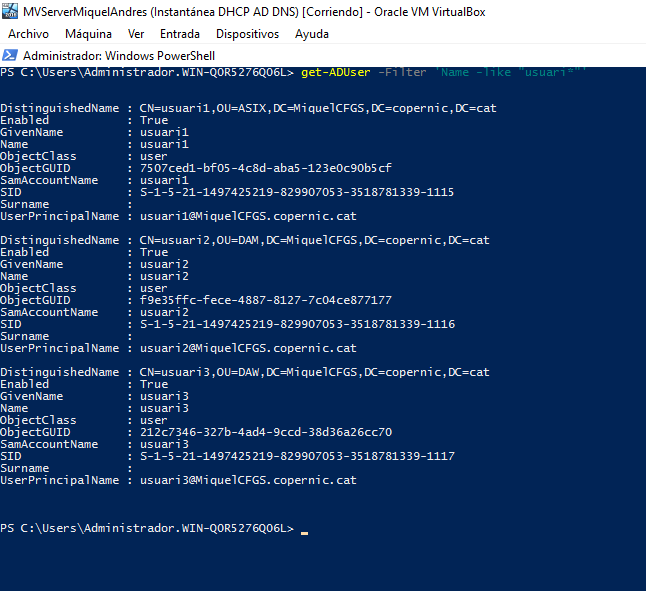 MVServerMiquelAndres (Instantánea DHCP AD DNS) [Corriendo] - Oracle VM VirtualBox
Archivo Máquina Ver Entrada Dispositivos Ayuda
Administrador: Windows PowerShell
PS C:\Users\Administrador.WIN-QOR5276QO6L> get-ADUser -Filter 'Name -like "usuari*"'
DistinguishedName : CN=usuari1,OU=ASIX,DC=MiquelCFGS,DC=copernic,DC=cat
Enabled : True
GivenName : usuari1
Name : usuari1
ObjectClass : user
ObjectGUID : 7507ced1-bf05-4c8d-aba5-123e0c90b5cf
SamAccountName : usuari1
SID : S-1-5-21-1497425219-829907053-3518781339-1115
Surname :
UserPrincipalName : usuari1@MiquelCFGS.copernic.cat
DistinguishedName : CN=usuari2,OU=DAM,DC=MiquelCFGS,DC=copernic,DC=cat
Enabled : True
GivenName : usuari2
Name : usuari2
ObjectClass : user
ObjectGUID : f9e35ffc-fece-4887-8127-7c04ce877177
SamAccountName : usuari2
SID : S-1-5-21-1497425219-829907053-3518781339-1116
Surname :
UserPrincipalName : usuari2@MiquelCFGS.copernic.cat
DistinguishedName : CN=usuari3,OU=DAW,DC=MiquelCFGS,DC=copernic,DC=cat
Enabled : True
GivenName : usuari3
Name : usuari3
ObjectClass : user
ObjectGUID : 212c7346-327b-4ad4-9ccd-38d36a26cc70
SamAccountName : usuari3
SID : S-1-5-21-1497425219-829907053-3518781339-1117
Surname :
UserPrincipalName : usuari3@MiquelCFGS.copernic.cat
PS C:\Users\Administrador.WIN-QOR5276QO6L> _